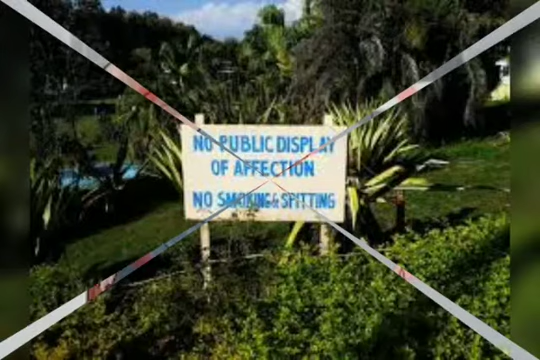 NO PUBLIC DISPLAY
OF AFFECTION
NO SMOKING & SPITTING